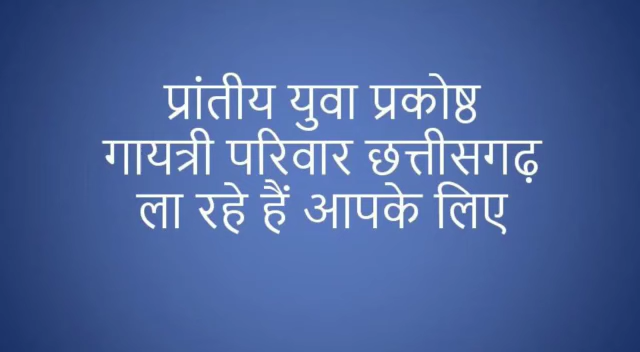 प्रांतीय युवा प्रकोष्ठ
गायत्री परिवार छत्तीसगढ़
ला रहे हैं आपके लिए